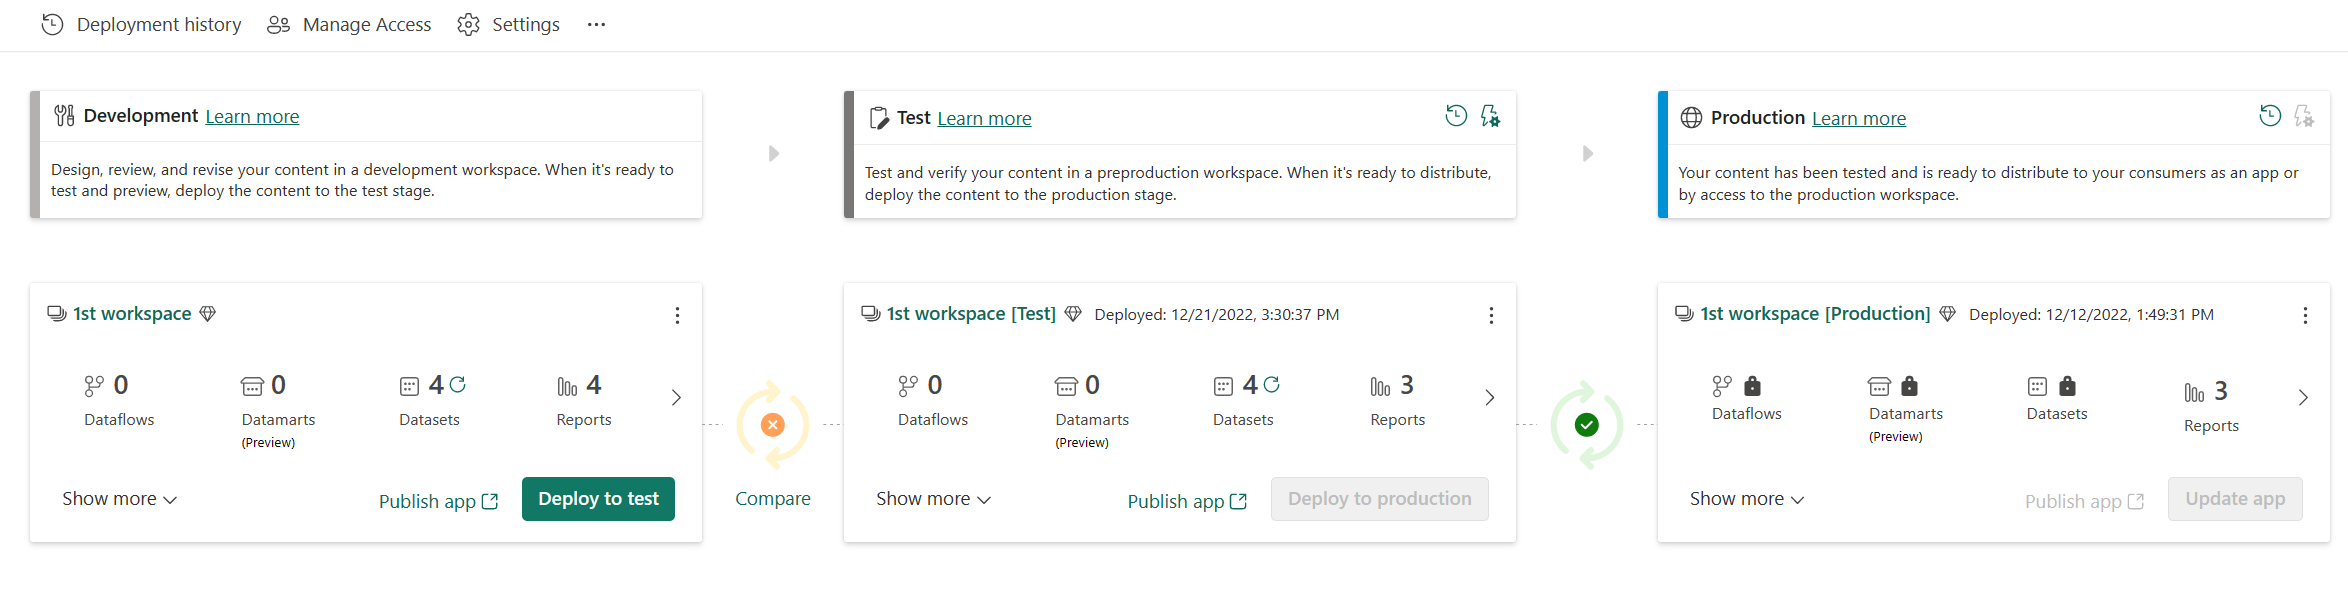 Deployment history Manage Access Settings ...
Development Learn more
Design, review, and revise your content in a development workspace. When it's ready to
test and preview, deploy the content to the test stage.
Test Learn more
Test and verify your content in a preproduction workspace. When it's ready to distribute,
deploy the content to the production stage.
Production Learn more
Your content has been tested and is ready to distribute to your consumers as an app or
by access to the production workspace.
1st workspace
0 0 4 4
Dataflows Datamarts Datasets Reports
(Preview)
Show more Publish app Deploy to test
Compare
1st workspace [Test] Deployed: 12/21/2022, 3:30:37 PM
0 0 4 3
Dataflows Datamarts Datasets Reports
(Preview)
Show more Publish app Deploy to production
1st workspace [Production] Deployed: 12/12/2022, 1:49:31 PM
3
Dataflows Datamarts Datasets Reports
(Preview)
Show more Publish app Update app